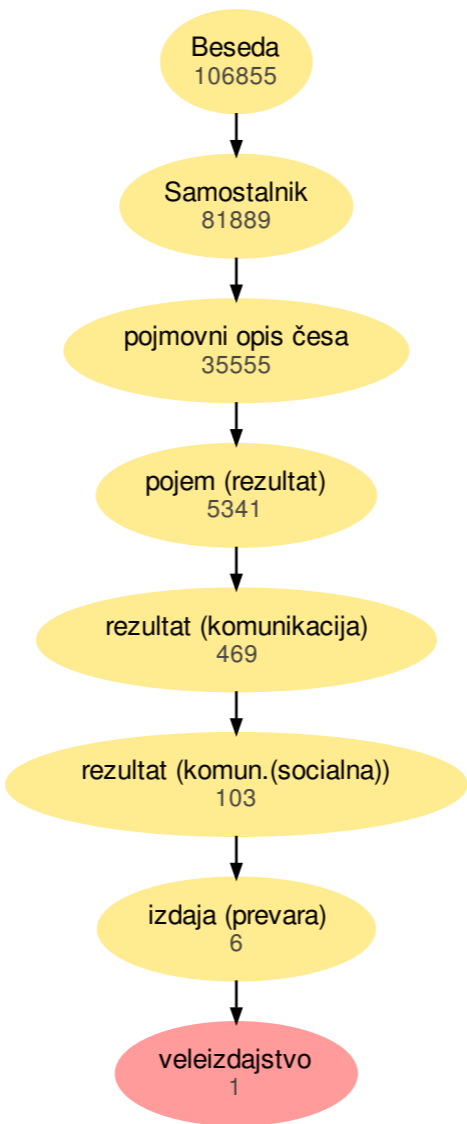 Beseda
106855
Samostalnik
81889
pojmovni opis česa
35555
pojem (rezultat)
5341
rezultat (komunikacija)
469
rezultat (komun.(socialna))
103
izdaja (prevara)
6
veleizdajstvo
1